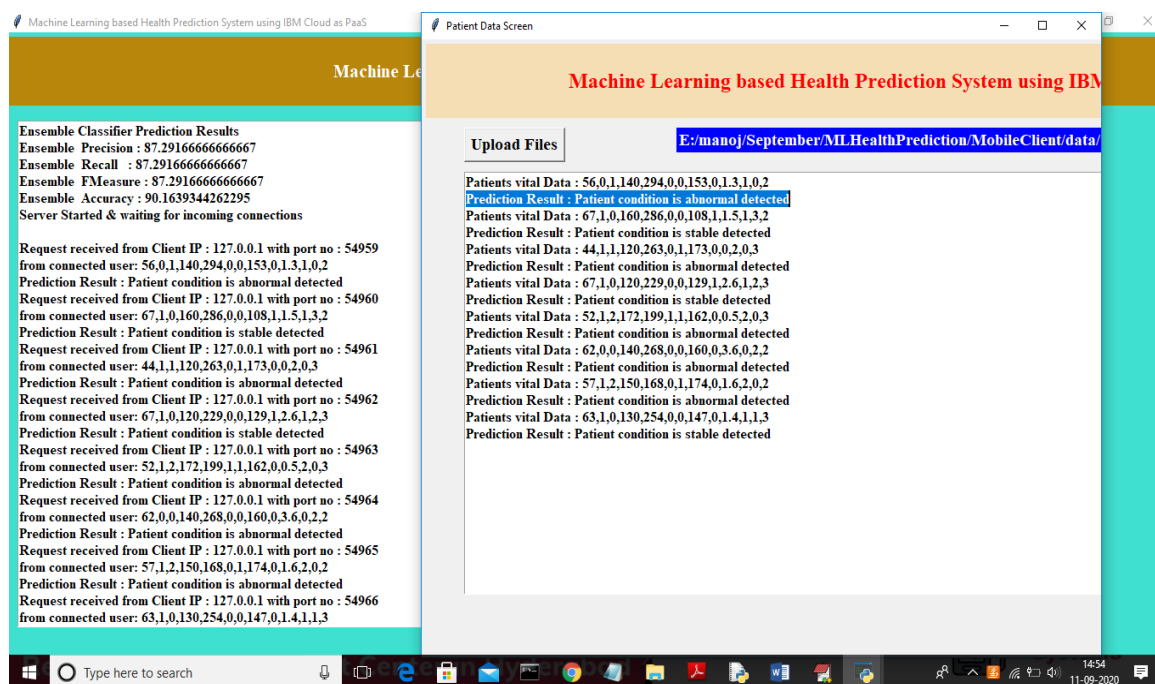 Machine Learning based Health Prediction System using IBM Cloud as PaaS
Machine Le
Ensemble Classifier Prediction Results
Ensemble Precision : 87.29166666666667
Ensemble Recall : 87.29166666666667
Ensemble FMeasure : 87.29166666666667
Ensemble Accuracy : 90.1639344262295
Server Started & waiting for incoming connections
Request received from Client IP : 127.0.0.1 with port no : 54959
from connected user: 56,0,1,140,294,0,0,153,0,1.3,1,0,2
Prediction Result : Patient condition is abnormal detected
Request received from Client IP : 127.0.0.1 with port no : 54960
from connected user: 67,1,0,160,286,0,0,108,1,1.5,1,3,2
Prediction Result : Patient condition is stable detected
Request received from Client IP : 127.0.0.1 with port no : 54961
from connected user: 44,1,1,120,263,0,1,173,0,0,2,0,3
Prediction Result : Patient condition is abnormal detected
Request received from Client IP : 127.0.0.1 with port no : 54962
from connected user: 67,1,0,120,229,0,0,129,1,2.6,1,2,3
Prediction Result : Patient condition is stable detected
Request received from Client IP : 127.0.0.1 with port no : 54963
from connected user: 52,1,2,172,199,1,1,162,0,0.5,2,0,3
Prediction Result : Patient condition is abnormal detected
Request received from Client IP : 127.0.0.1 with port no : 54964
from connected user: 62,0,0,140,268,0,0,160,0,3.6,0,2,2
Prediction Result : Patient condition is abnormal detected
Request received from Client IP : 127.0.0.1 with port no : 54965
from connected user: 57,1,2,150,168,0,1,174,0,1.6,2,0,2
Prediction Result : Patient condition is abnormal detected
Request received from Client IP : 127.0.0.1 with port no : 54966
from connected user: 63,1,0,130,254,0,0,147,0,1.4,1,1,3
Patient Data Screen
Machine Learning based Health Prediction System using IBM
Upload Files
E:/manoj/September/MLHealthPrediction/MobileClient/data/
Patients vital Data : 56,0,1,140,294,0,0,153,0,1.3,1,0,2
Prediction Result : Patient condition is abnormal detected
Patients vital Data : 67,1,0,160,286,0,0,108,1,1.5,1,3,2
Prediction Result : Patient condition is stable detected
Patients vital Data : 44,1,1,120,263,0,1,173,0,0,2,0,3
Prediction Result : Patient condition is abnormal detected
Patients vital Data : 67,1,0,120,229,0,0,129,1,2.6,1,2,3
Prediction Result : Patient condition is stable detected
Patients vital Data : 52,1,2,172,199,1,1,162,0,0.5,2,0,3
Prediction Result : Patient condition is abnormal detected
Patients vital Data : 62,0,0,140,268,0,0,160,0,3.6,0,2,2
Prediction Result : Patient condition is abnormal detected
Patients vital Data : 57,1,2,150,168,0,1,174,0,1.6,2,0,2
Prediction Result : Patient condition is abnormal detected
Patients vital Data : 63,1,0,130,254,0,0,147,0,1.4,1,1,3
Prediction Result : Patient condition is stable detected
Type here to search
14:54
11-09-2020